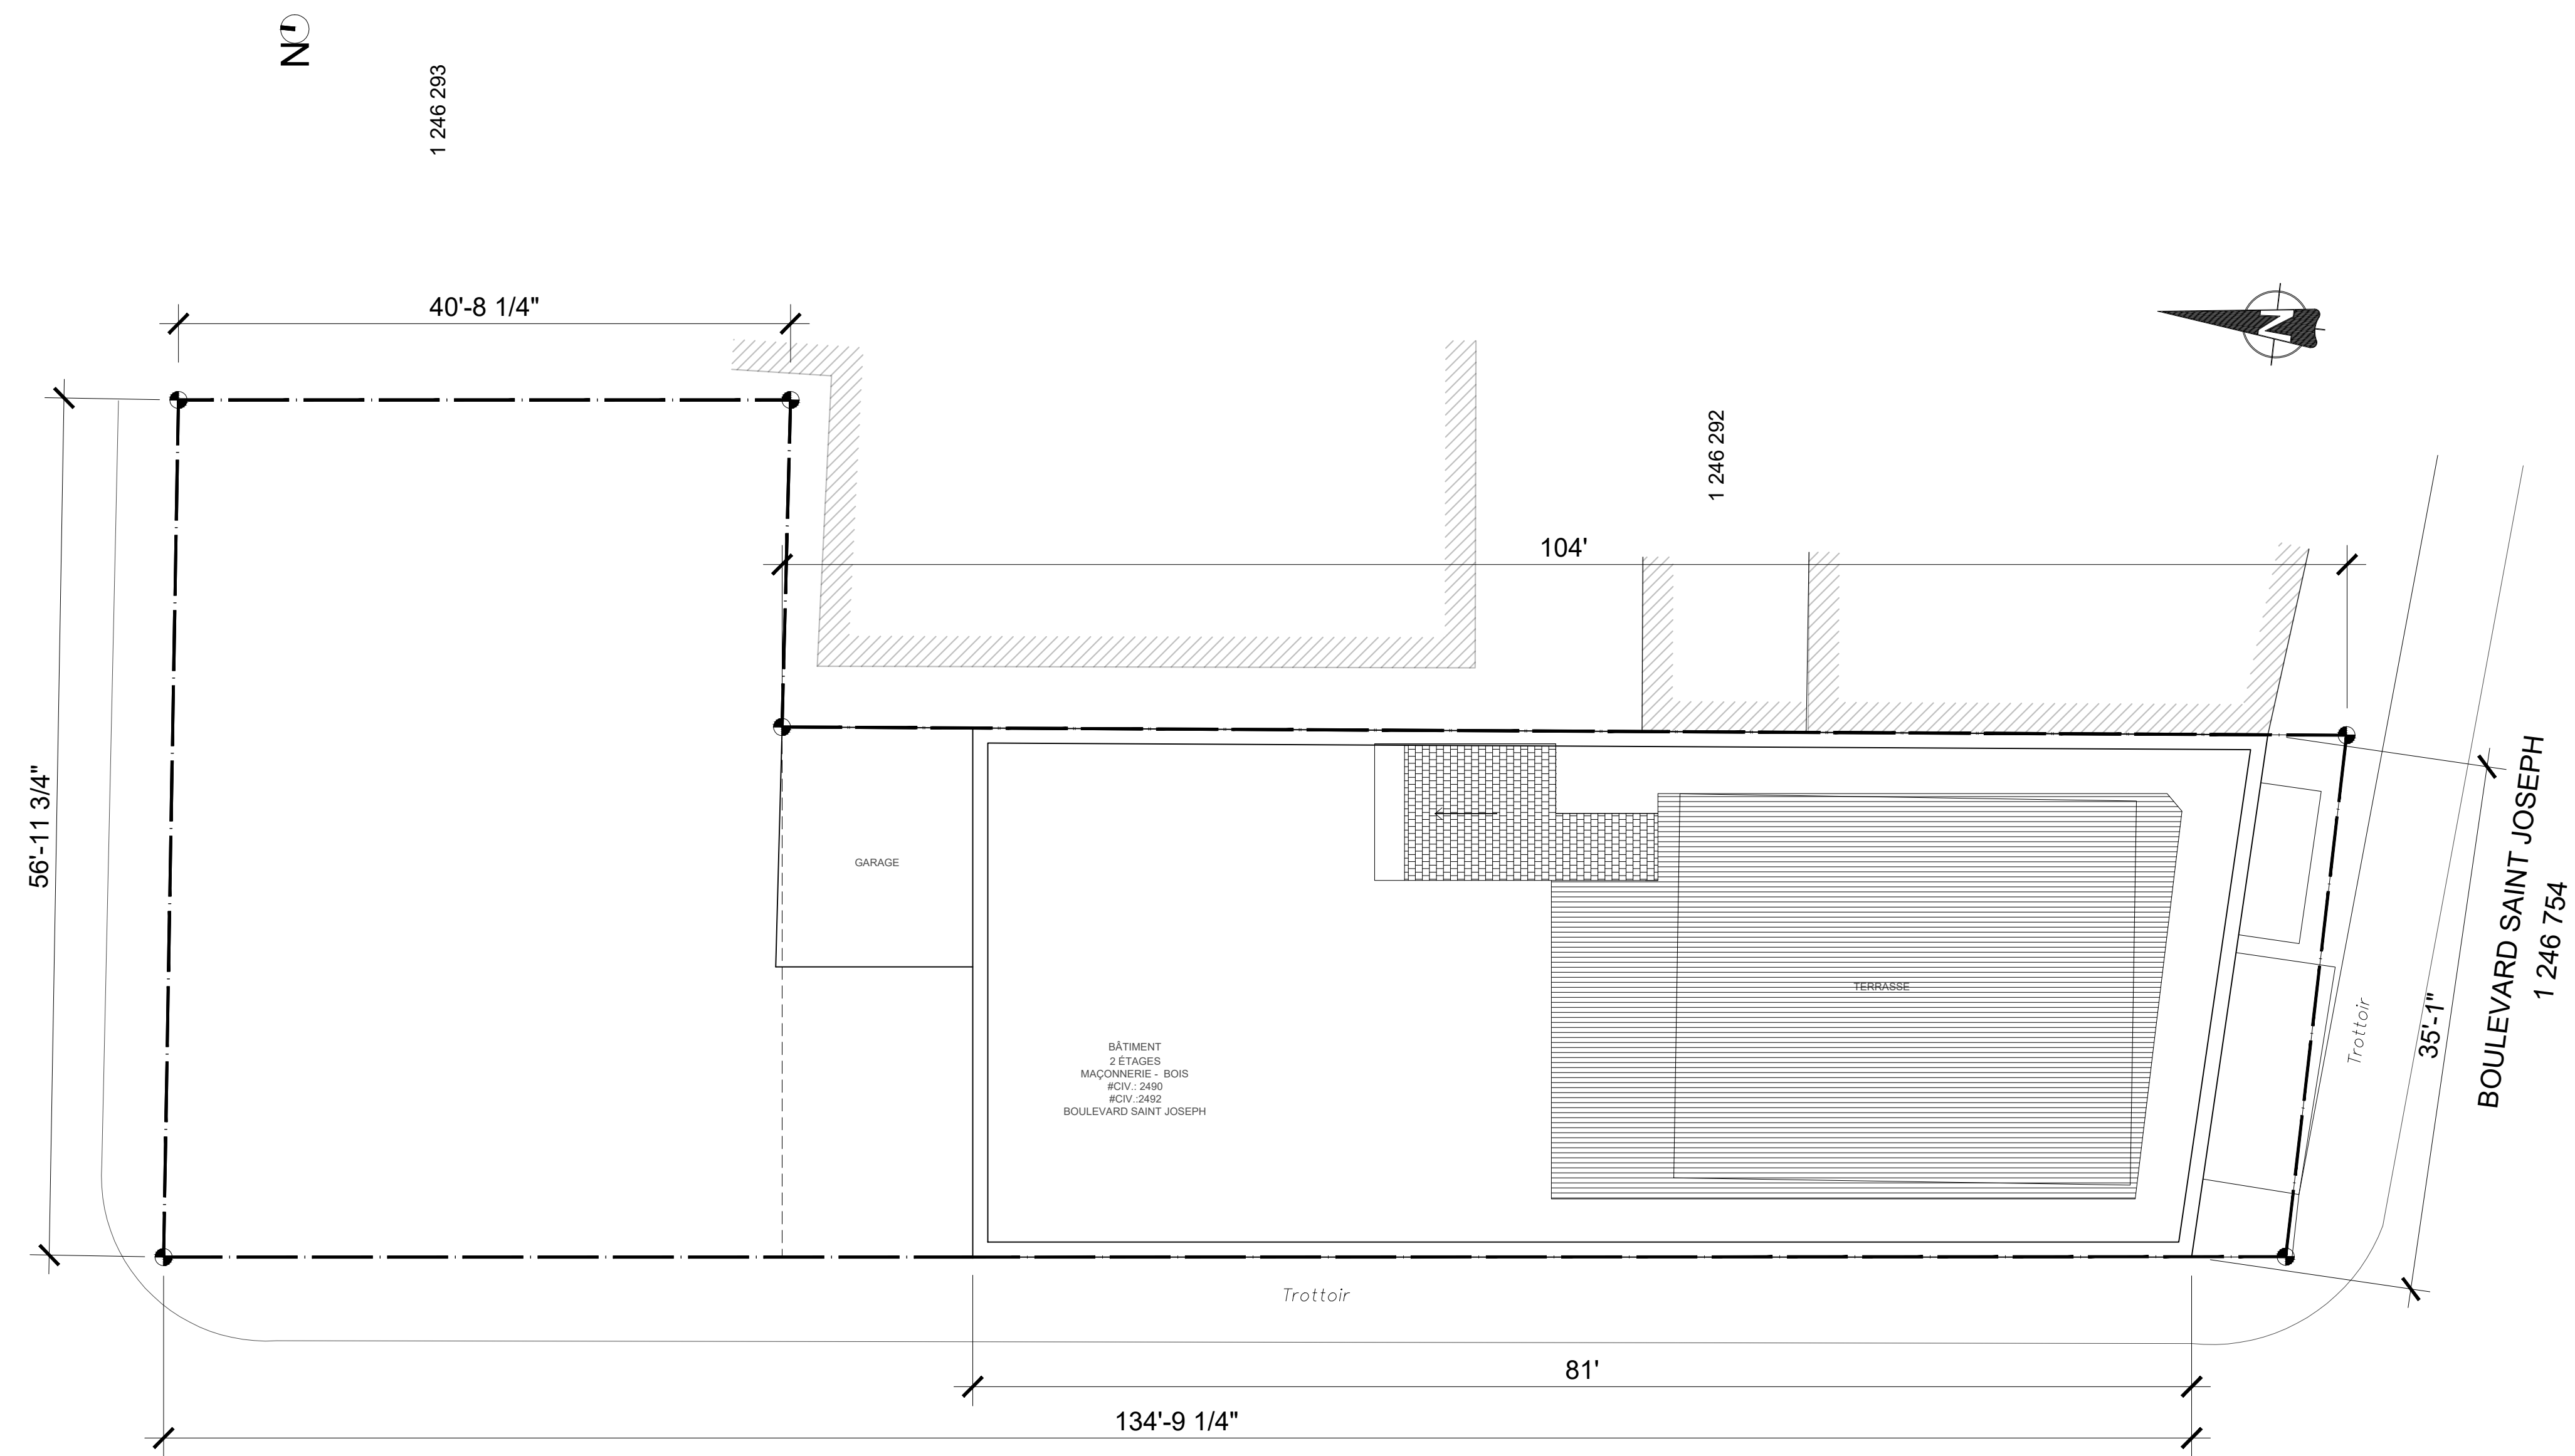 N
1 246 293
40'-8 1/4"
N
1 246 292
104'
56'-11 3/4"
GARAGE
TERRASSE
BÂTIMENT
2 ÉTAGES
MAÇONNERIE - BOIS
#CIV.: 2490
#CIV.:2492
BOULEVARD SAINT JOSEPH
BOULEVARD SAINT JOSEPH
1 246 754
35'-1"
Trottoir
Trottoir
81'
134'-9 1/4"